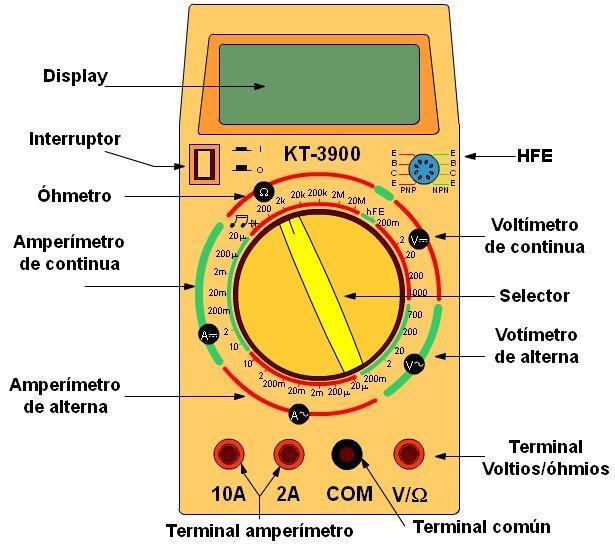 Display
Interruptor
I
O
KT-3900
E
B
C
E
PNP
E
B
C
E
NPN
HFE
Óhmetro
Ω
200
2k
20k
200k
2M
20M
hFE
Amperímetro
de continua
20µ
200µ
2m
20m
200m
2
10
A
Voltímetro
de continua
200m
2
20
200
1000
V
Selector
Votímetro
de alterna
700
200
20
2
200m
V
Amperímetro
de alterna
10
2
200m
20m
2m
200µ
20µ
A
10A
2A
COM
V/Ω
Terminal
Voltios/óhmios
Terminal amperímetro
Terminal común